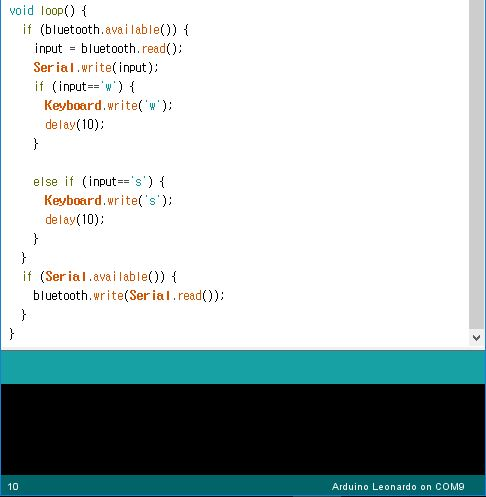 void loop() {
if (bluetooth.available()) {
input = bluetooth.read();
Serial.write(input);
if (input=='w') {
Keyboard.write('w');
delay(10);
}
else if (input=='s') {
Keyboard.write('s');
delay(10);
}
}
if (Serial.available()) {
bluetooth.write(Serial.read());
}
}
10 Arduino Leonardo on COM9